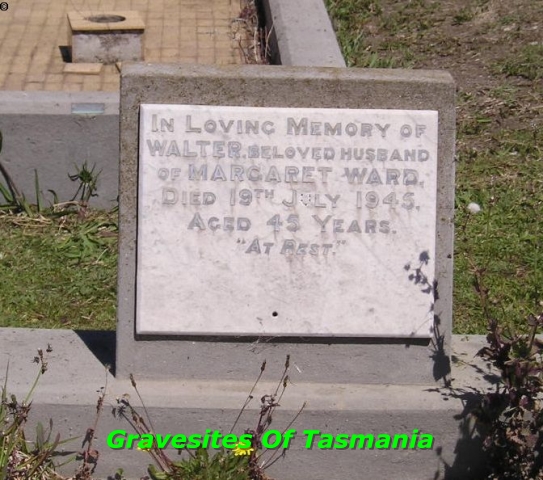 In Loving Memory of
Walter, beloved husband
of Margaret Ward.
Died 19th July 1945.
Aged 45 Years.
"At Rest."
Gravesites Of Tasmania